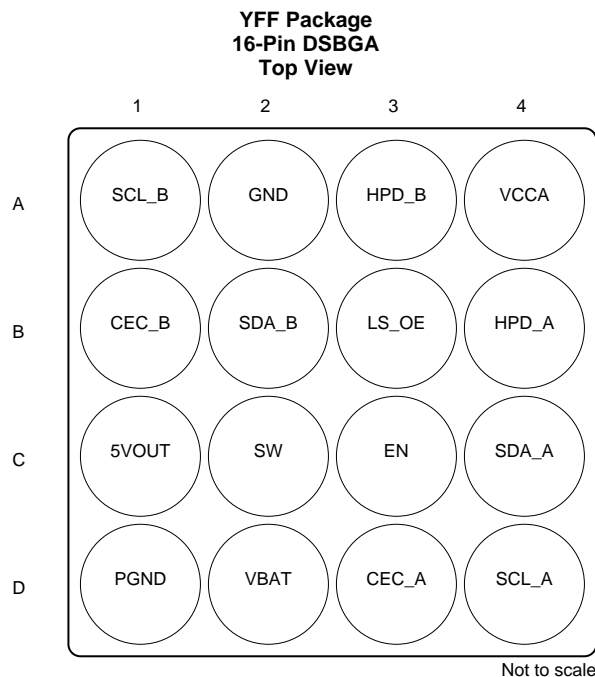 YFF Package
16-Pin DSBGA
Top View
1 2 3 4
A SCL_B GND HPD_B VCCA
B CEC_B SDA_B LS_OE HPD_A
C 5VOUT SW EN SDA_A
D PGND VBAT CEC_A SCL_A
Not to scale